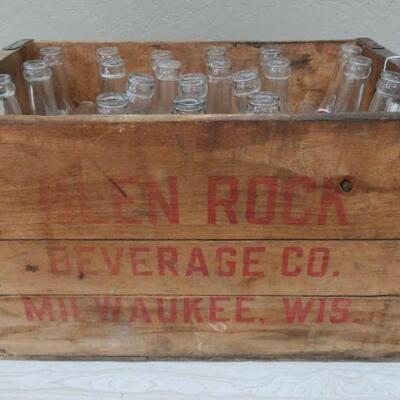 GLEN ROCK
BEVERAGE CO.
MILWAUKEE, WIS.